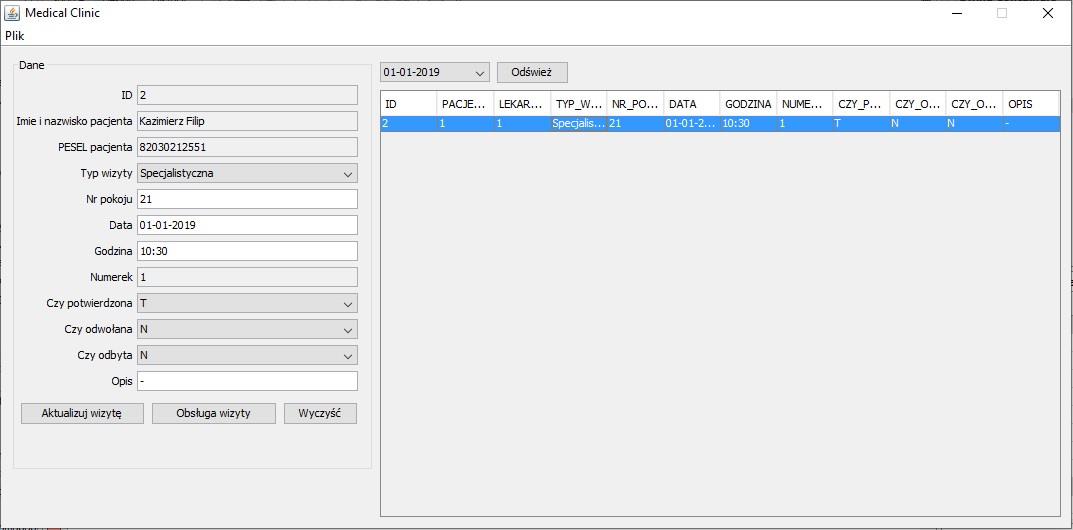 Medical Clinic
Plik
Dane
ID 2
Imie i nazwisko pacjenta Kazimierz Filip
PESEL pacjenta 82030212551
Typ wizyty Specjalistyczna
Nr pokoju 21
Data 01-01-2019
Godzina 10:30
Numerek 1
Czy potwierdzona T
Czy odwołana N
Czy odbyta N
Opis -
Aktualizuj wizytę Obsługa wizyty Wyczyść
01-01-2019 Odśwież
ID PACJE... LEKAR... TYP_W... NR_PO... DATA GODZINA NUME... CZY_P... CZY_O... CZY_O... OPIS
2 1 1 Specjalis... 21 01-01-2... 10:30 1 T N N -